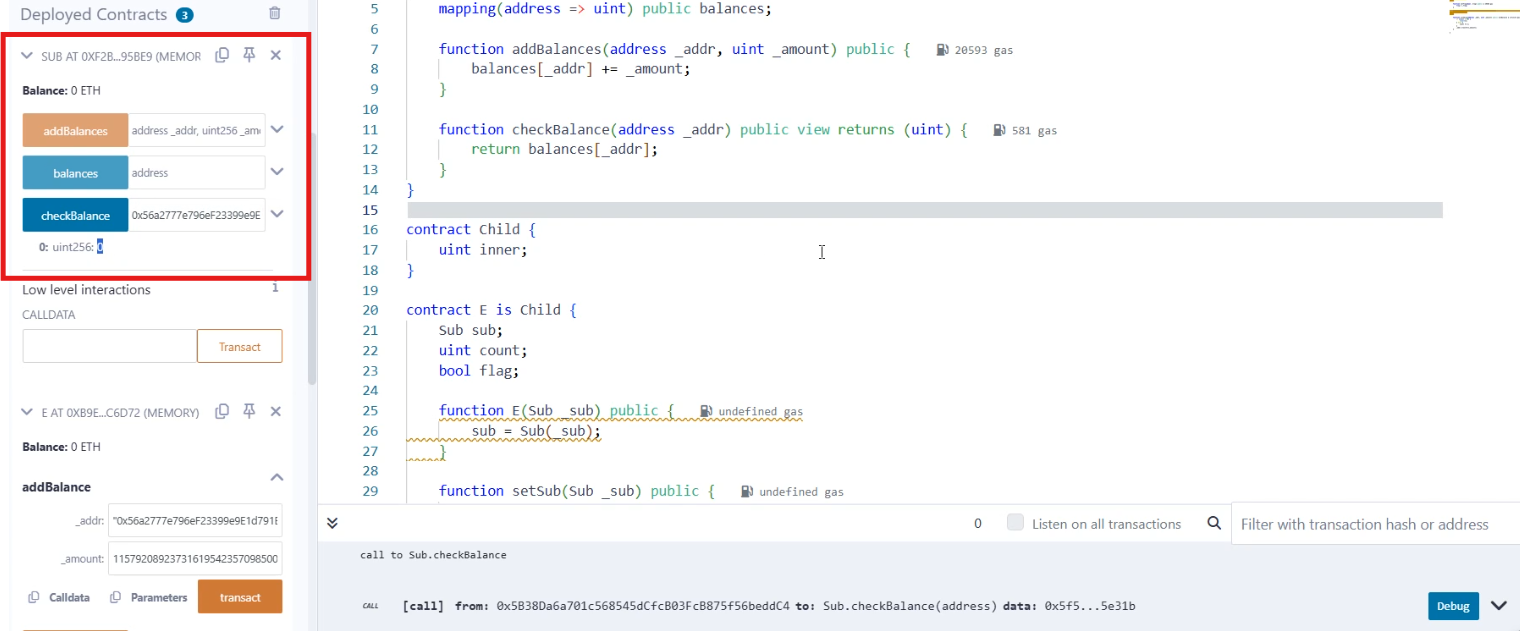 Deployed Contracts 3
SUB AT 0XF2B...95BE9 (MEMOR
Balance: 0 ETH
addBalances address _addr, uint256 _am
balances address
checkBalance 0x56a2777e796eF23399e9E
0: uint256: 0
Low level interactions i
CALLDATA
Transact
E AT 0XB9E...C6D72 (MEMORY)
Balance: 0 ETH
addBalance
_addr: "0x56a2777e796eF23399e9E1d791E
_amount: 11579208923731619542357098500
Calldata Parameters transact
5 mapping(address => uint) public balances;
6
7 function addBalances(address _addr, uint _amount) public { 20593 gas
8 balances[_addr] += _amount;
9 }
10
11 function checkBalance(address _addr) public view returns (uint) { 581 gas
12 return balances[_addr];
13 }
14 }
15
16 contract Child {
17 uint inner;
18 }
19
20 contract E is Child {
21 Sub sub;
22 uint count;
23 bool flag;
24
25 function E(Sub _sub) public { undefined gas
26 sub = Sub(_sub);
27 }
28
29 function setSub(Sub _sub) public { undefined gas
0 Listen on all transactions Filter with transaction hash or address
call to Sub.checkBalance
CALL [call] from: 0x5B38Da6a701c568545dCfcB03FcB875f56beddC4 to: Sub.checkBalance(address) data: 0x5f5...5e31b
Debug